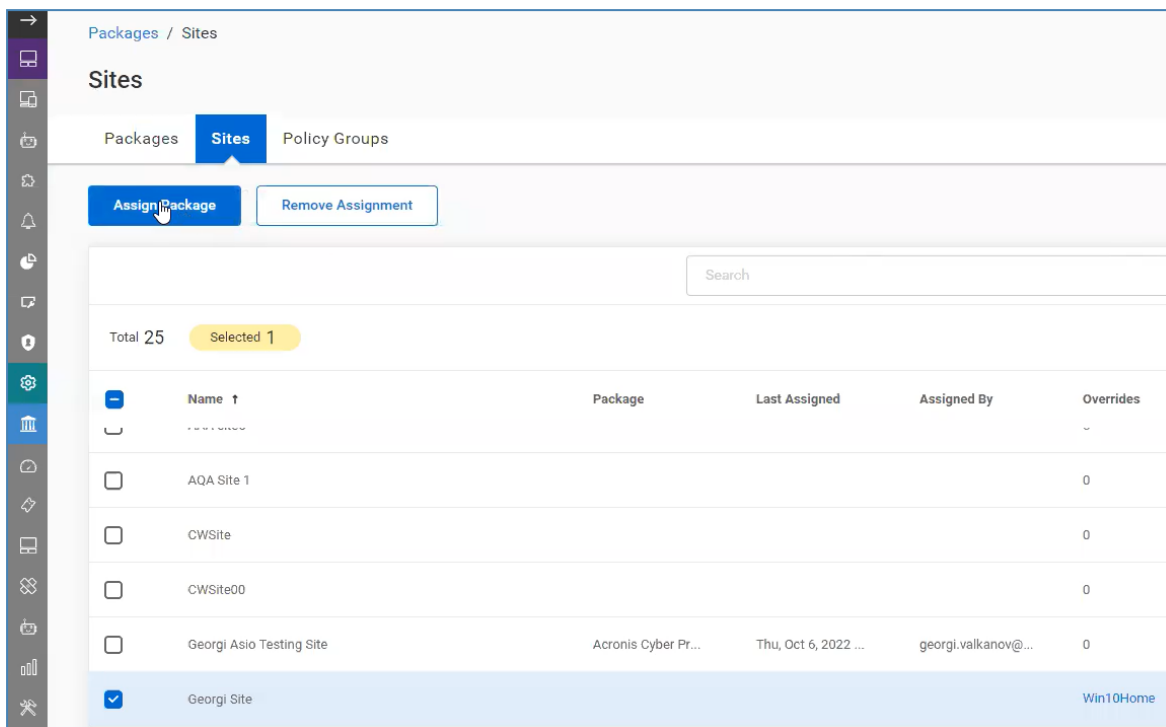 Packages / Sites
Sites
Packages Sites Policy Groups
Assign Package Remove Assignment
Search
Total 25 Selected 1
Name ↑ Package Last Assigned Assigned By Overrides
AQA Site 1 0
CWSite 0
CWSite00 0
Georgi Asio Testing Site Acronis Cyber Pr... Thu, Oct 6, 2022 ... georgi.valkanov@... 0
Georgi Site Win10Home